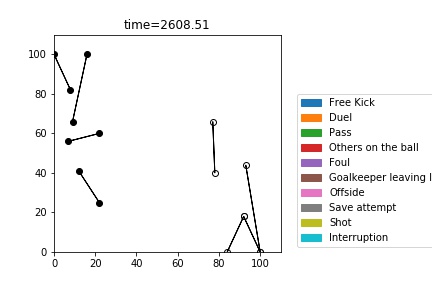 time=2608.51
100
80
60
40
20
0
0 20 40 60 80 100
Free Kick
Duel
Pass
Others on the ball
Foul
Goalkeeper leaving l
Offside
Save attempt
Shot
Interruption